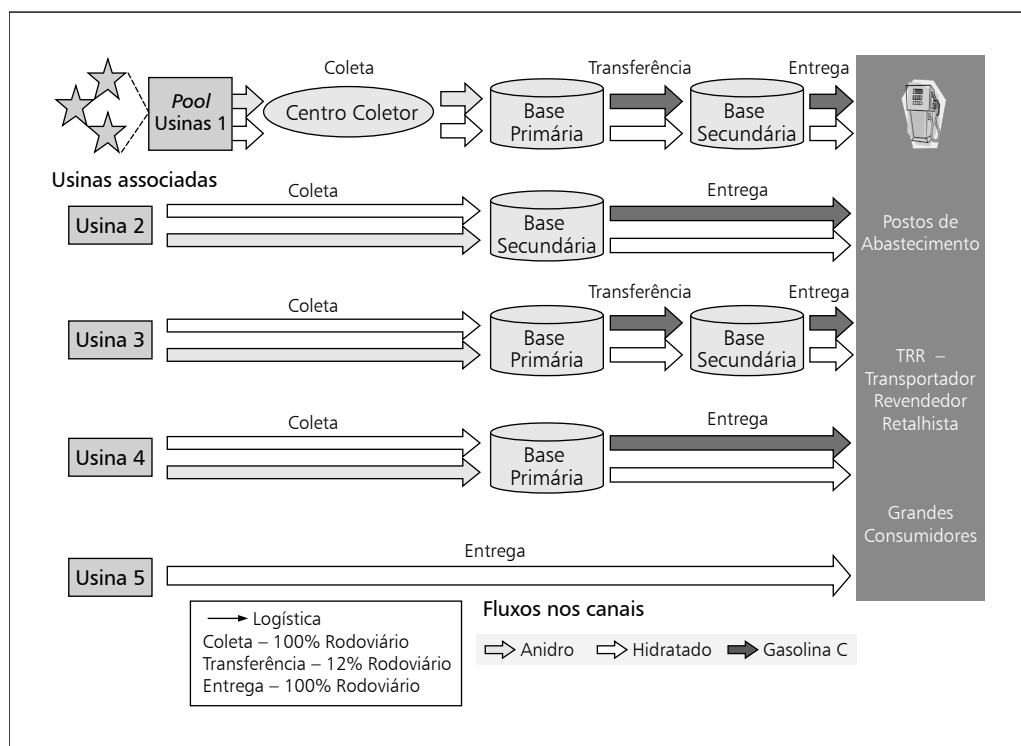 Coleta
Transferência
Entrega
Pool
Usinas 1
Centro Coletor
Base
Primária
Base
Secundária
Usinas associadas
Coleta
Entrega
Usina 2
Base
Secundária
Postos de
Abastecimento
Coleta
Transferência
Entrega
Usina 3
Base
Primária
Base
Secundária
TRR –
Transportador
Revendedor
Retalhista
Coleta
Entrega
Usina 4
Base
Primária
Grandes
Consumidores
Entrega
Usina 5
Logística
Coleta – 100% Rodoviário
Transferência – 12% Rodoviário
Entrega – 100% Rodoviário
Fluxos nos canais
Anidro
Hidratado
Gasolina C